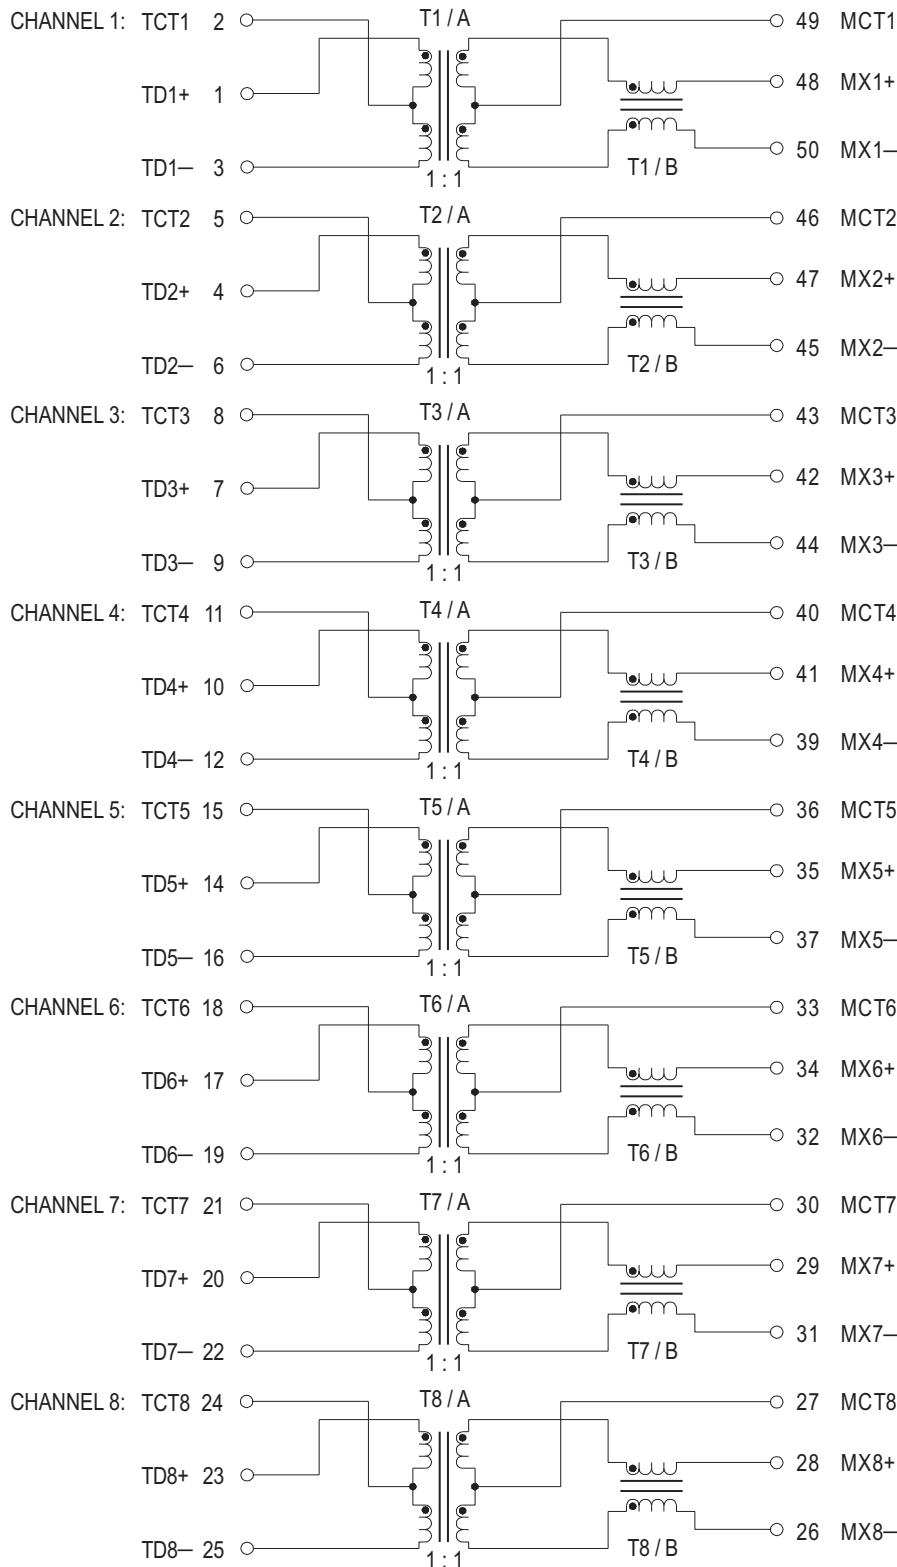 CHANNEL 1: TCT1 2 T1 / A 49 MCT1
TD1+ 1 48 MX1+
TD1– 3 1 : 1 T1 / B 50 MX1–
CHANNEL 2: TCT2 5 T2 / A 46 MCT2
TD2+ 4 47 MX2+
TD2– 6 1 : 1 T2 / B 45 MX2–
CHANNEL 3: TCT3 8 T3 / A 43 MCT3
TD3+ 7 42 MX3+
TD3– 9 1 : 1 T3 / B 44 MX3–
CHANNEL 4: TCT4 11 T4 / A 40 MCT4
TD4+ 10 41 MX4+
TD4– 12 1 : 1 T4 / B 39 MX4–
CHANNEL 5: TCT5 15 T5 / A 36 MCT5
TD5+ 14 35 MX5+
TD5– 16 1 : 1 T5 / B 37 MX5–
CHANNEL 6: TCT6 18 T6 / A 33 MCT6
TD6+ 17 34 MX6+
TD6– 19 1 : 1 T6 / B 32 MX6–
CHANNEL 7: TCT7 21 T7 / A 30 MCT7
TD7+ 20 29 MX7+
TD7– 22 1 : 1 T7 / B 31 MX7–
CHANNEL 8: TCT8 24 T8 / A 27 MCT8
TD8+ 23 28 MX8+
TD8– 25 1 : 1 T8 / B 26 MX8–